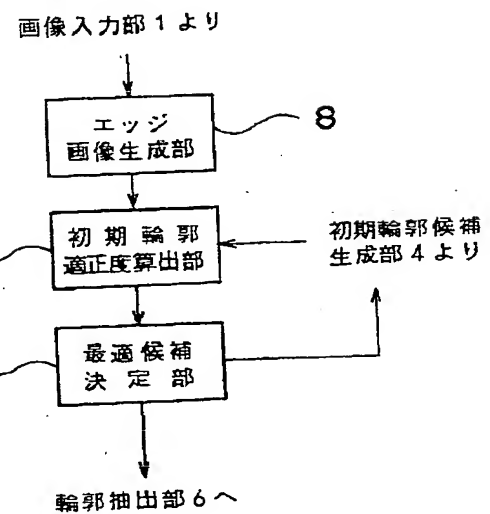 画像入力部1より
エッジ
画像生成部
8
初期輪郭
適正度算出部
初期輪郭候補
生成部4より
最適候補
決定部
輪郭抽出部6へ